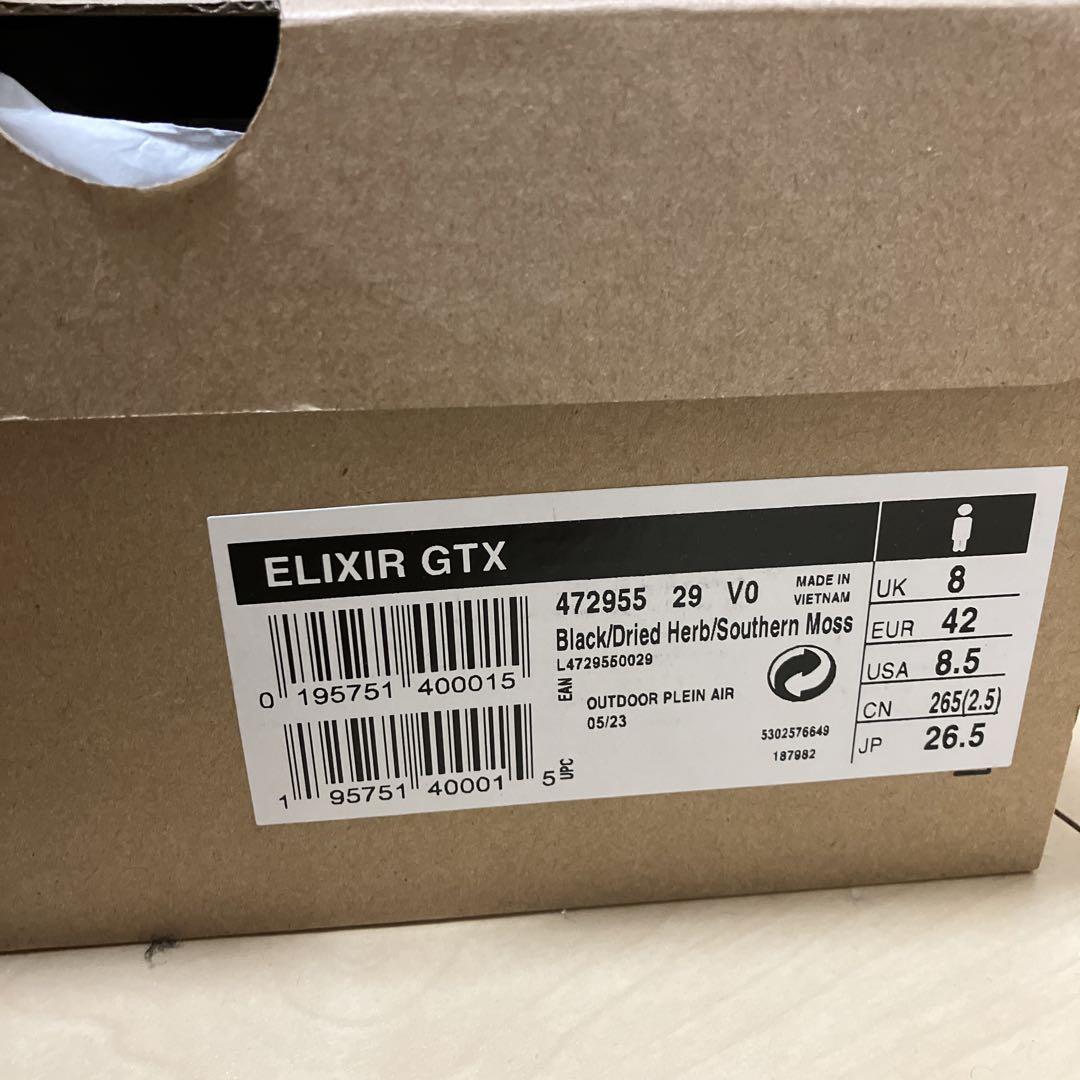 ELIXIR GTX
0 195751 400015
EAN
1 95751 40001 5
UPC
472955 29 V0
MADE IN
VIETNAM
Black/Dried Herb/Southern Moss
L4729550029
OUTDOOR PLEIN AIR
05/23
5302576649
187982
UK 8
EUR 42
USA 8.5
CN 265(2.5)
JP 26.5